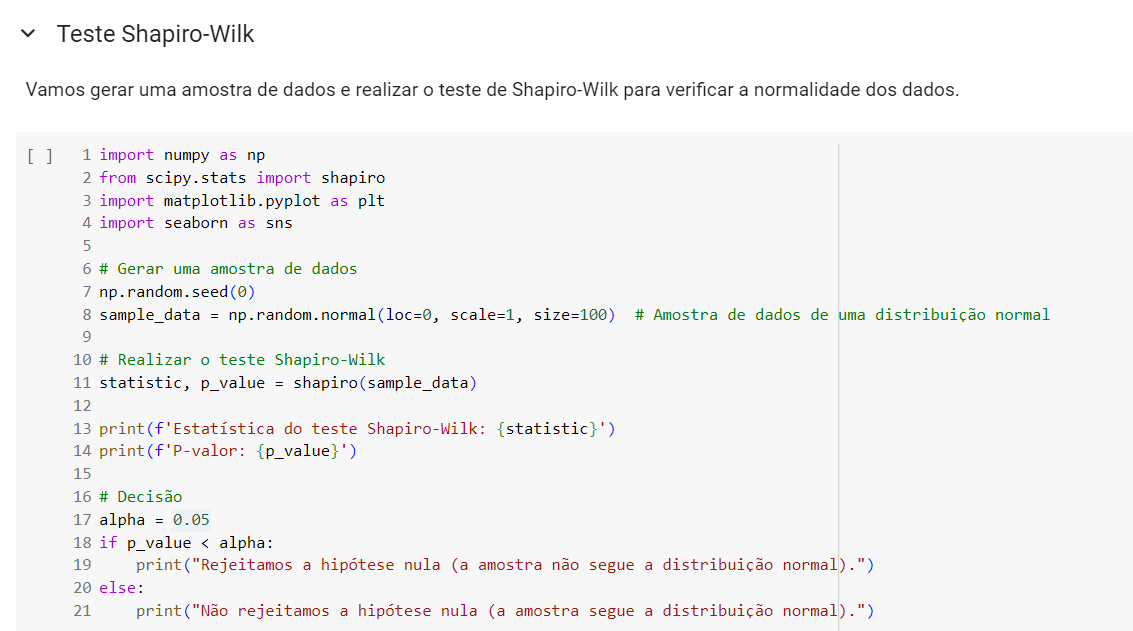 Teste Shapiro-Wilk
Vamos gerar uma amostra de dados e realizar o teste de Shapiro-Wilk para verificar a normalidade dos dados.
[ ] 1 import numpy as np
2 from scipy.stats import shapiro
3 import matplotlib.pyplot as plt
4 import seaborn as sns
5
6 # Gerar uma amostra de dados
7 np.random.seed(0)
8 sample_data = np.random.normal(loc=0, scale=1, size=100)  # Amostra de dados de uma distribuição normal
9
10 # Realizar o teste Shapiro-Wilk
11 statistic, p_value = shapiro(sample_data)
12
13 print(f'Estatística do teste Shapiro-Wilk: {statistic}')
14 print(f'P-valor: {p_value}')
15
16 # Decisão
17 alpha = 0.05
18 if p_value < alpha:
19     print("Rejeitamos a hipótese nula (a amostra não segue a distribuição normal).")
20 else:
21     print("Não rejeitamos a hipótese nula (a amostra segue a distribuição normal).")